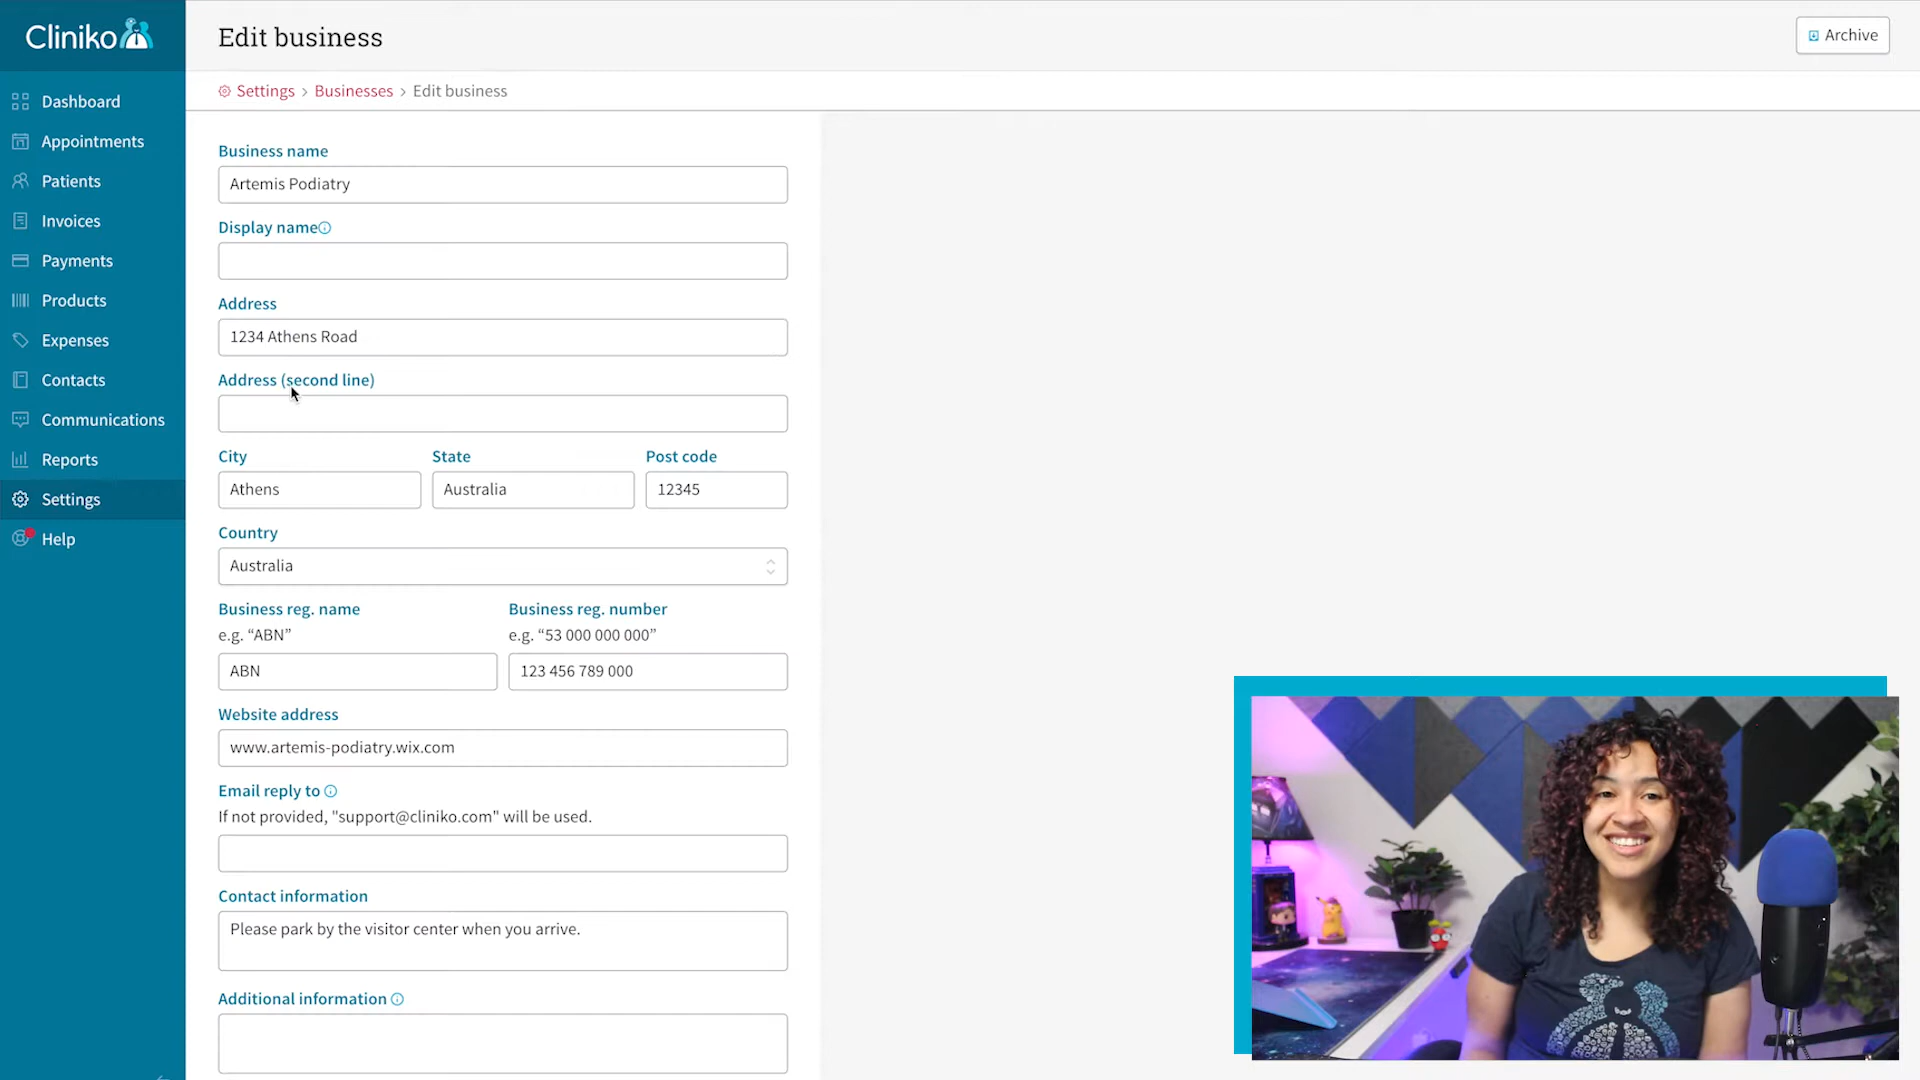 Cliniko
Edit business
Archive
Settings > Businesses > Edit business
Dashboard
Appointments
Patients
Invoices
Payments
Products
Expenses
Contacts
Communications
Reports
Settings
Help
Business name
Artemis Podiatry
Display name
Address
1234 Athens Road
Address (second line)
City State Post code
Athens Australia 12345
Country
Australia
Business reg. name Business reg. number
e.g. “ABN” e.g. “53 000 000 000”
ABN 123 456 789 000
Website address
www.artemis-podiatry.wix.com
Email reply to
If not provided, "support@cliniko.com" will be used.
Contact information
Please park by the visitor center when you arrive.
Additional information